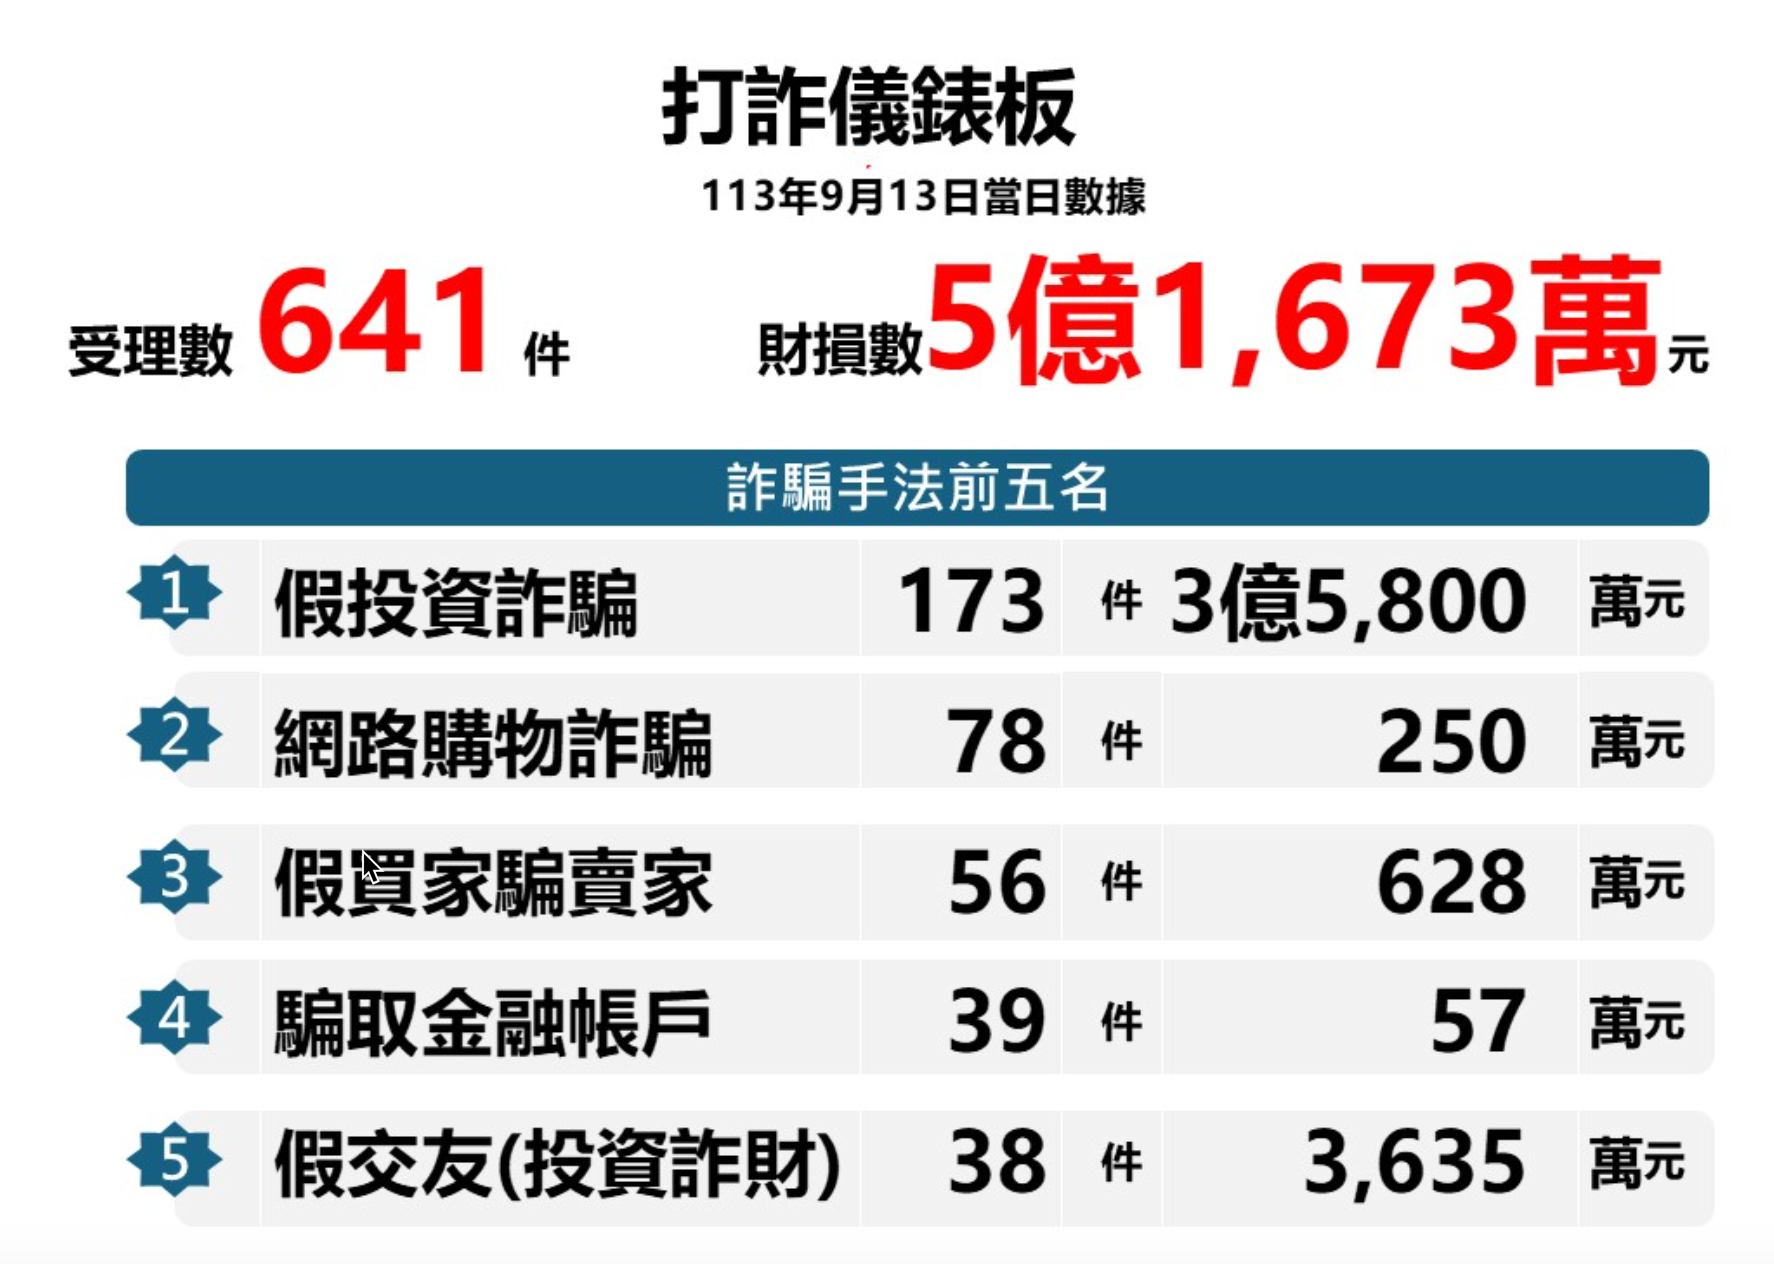 打詐儀錶板
113年9月13日當日數據
受理數 641 件 財損數5億1,673萬元
詐騙手法前五名
1 假投資詐騙 173 件 3億5,800 萬元
2 網路購物詐騙 78 件 250 萬元
3 假買家騙賣家 56 件 628 萬元
4 騙取金融帳戶 39 件 57 萬元
5 假交友(投資詐財) 38 件 3,635 萬元